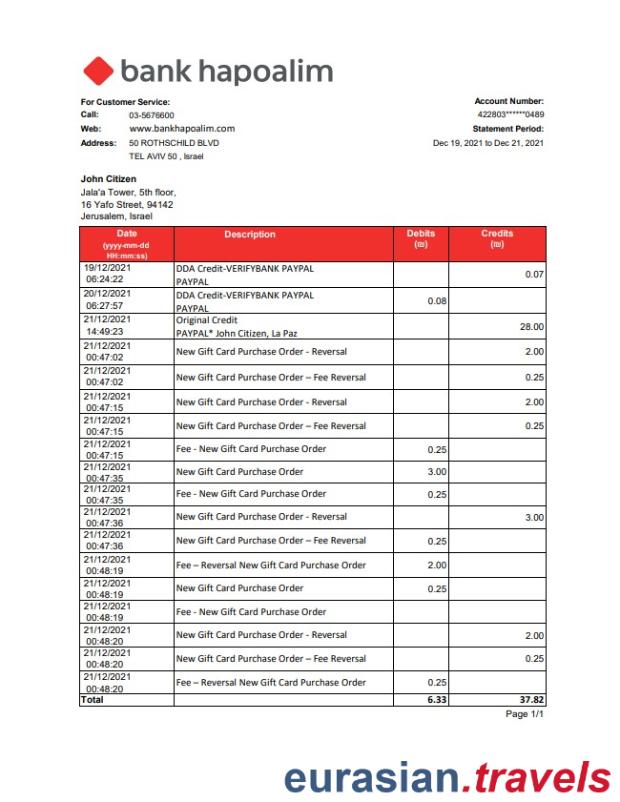 bank hapoalim
For Customer Service:
Call: 03-5676600
Web: www.bankhapoalim.com
Address: 50 ROTHSCHILD BLVD
TEL AVIV 50 , Israel
Account Number:
422803******0489
Statement Period:
Dec 19, 2021 to Dec 21, 2021
John Citizen
Jala'a Tower, 5th floor,
16 Yafo Street, 94142
Jerusalem, Israel
Date Description Debits Credits
(yyyy-mm-dd (₪) (₪)
HH:mm:ss)
19/12/2021 DDA Credit-VERIFYBANK PAYPAL
06:24:22 PAYPAL 0.07
20/12/2021 DDA Credit-VERIFYBANK PAYPAL
06:27:57 PAYPAL 0.08
21/12/2021 Original Credit
14:49:23 PAYPAL* John Citizen, La Paz 28.00
21/12/2021
00:47:02 New Gift Card Purchase Order - Reversal 2.00
21/12/2021
00:47:02 New Gift Card Purchase Order – Fee Reversal 0.25
21/12/2021
00:47:15 New Gift Card Purchase Order - Reversal 2.00
21/12/2021
00:47:15 New Gift Card Purchase Order – Fee Reversal 0.25
21/12/2021
00:47:15 Fee - New Gift Card Purchase Order 0.25
21/12/2021
00:47:35 New Gift Card Purchase Order 3.00
21/12/2021
00:47:35 Fee - New Gift Card Purchase Order 0.25
21/12/2021
00:47:36 New Gift Card Purchase Order - Reversal 3.00
21/12/2021
00:47:36 New Gift Card Purchase Order – Fee Reversal 0.25
21/12/2021
00:48:19 Fee – Reversal New Gift Card Purchase Order 2.00
21/12/2021
00:48:19 New Gift Card Purchase Order 0.25
21/12/2021
00:48:19 Fee - New Gift Card Purchase Order
21/12/2021
00:48:20 New Gift Card Purchase Order - Reversal 2.00
21/12/2021
00:48:20 New Gift Card Purchase Order – Fee Reversal 0.25
21/12/2021
00:48:20 Fee – Reversal New Gift Card Purchase Order 0.25
Total 6.33 37.82
Page 1/1
eurasian.travels